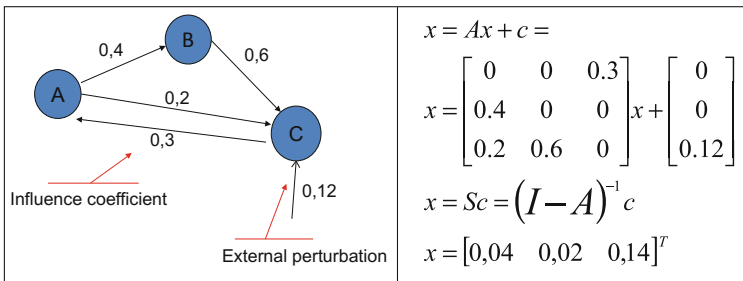 B
0,4
0,6
A
0,2
C
0,3
0,12
Influence coefficient
External perturbation
x = Ax + c =
x = [0 0 0.3; 0.4 0 0; 0.2 0.6 0] x + [0; 0; 0.12]
x = Sc = (I − A)⁻¹ c
x = [0,04 0,02 0,14]ᵀ